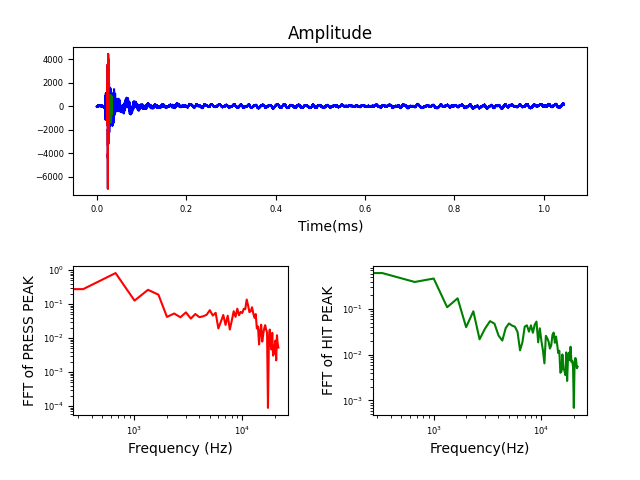 Amplitude
4000
2000
0
−2000
−4000
−6000
0.0 0.2 0.4 0.6 0.8 1.0
Time(ms)
FFT of PRESS PEAK
10⁰
10⁻¹
10⁻²
10⁻³
10⁻⁴
10³ 10⁴
Frequency (Hz)
FFT of HIT PEAK
10⁻¹
10⁻²
10⁻³
10³ 10⁴
Frequency(Hz)